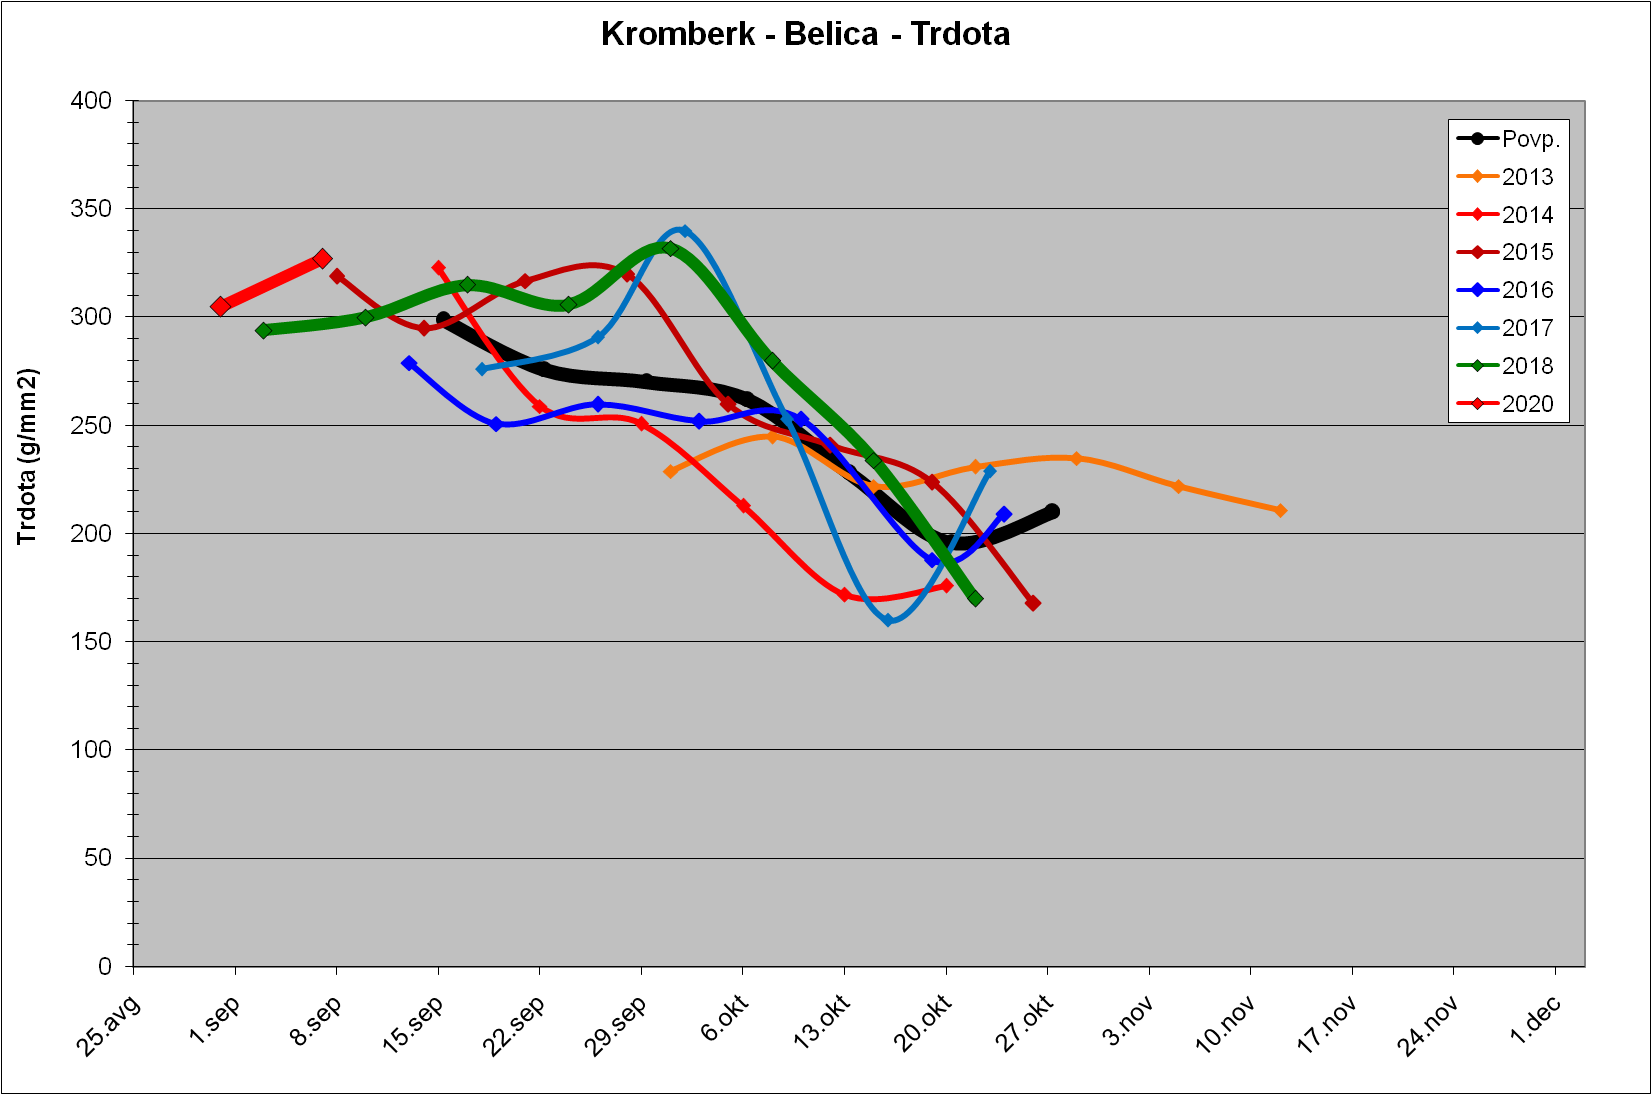 Kromberk - Belica - Trdota
Trdota (g/mm2)
400
350
300
250
200
150
100
50
0
25.avg
1.sep
8.sep
15.sep
22.sep
29.sep
6.okt
13.okt
20.okt
27.okt
3.nov
10.nov
17.nov
24.nov
1.dec
Povp.
2013
2014
2015
2016
2017
2018
2020